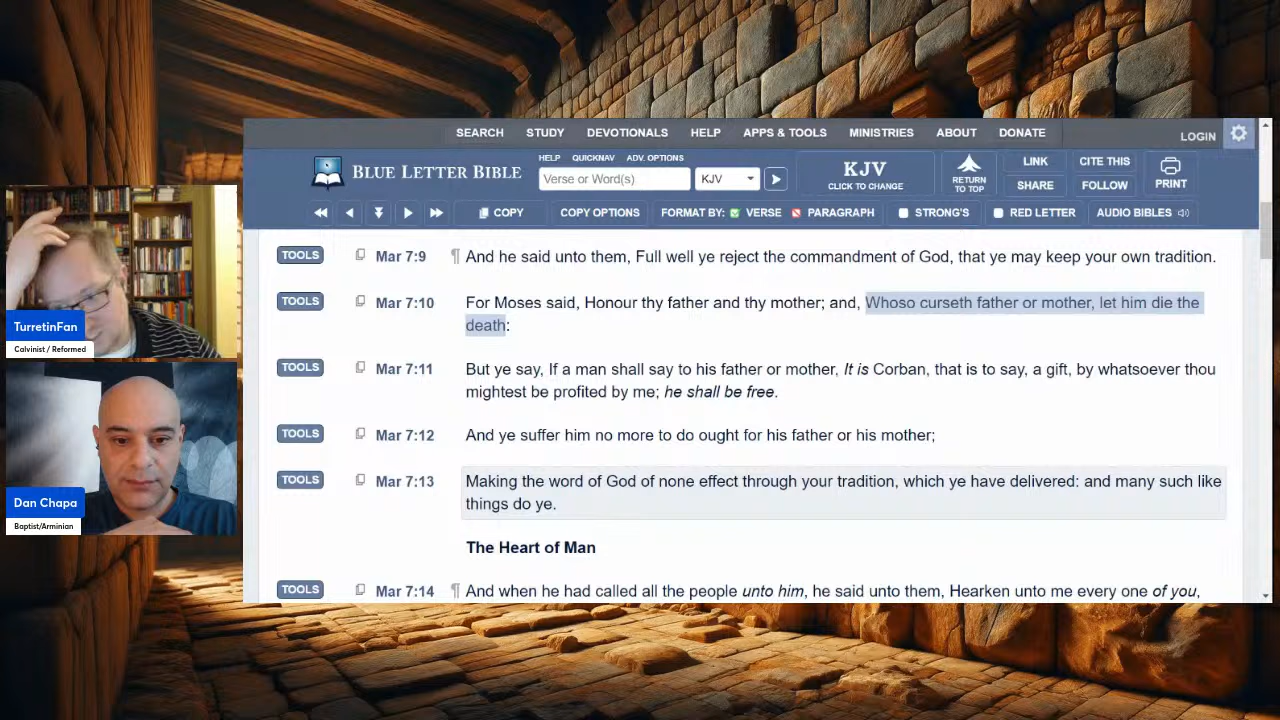 SEARCH STUDY DEVOTIONALS HELP APPS & TOOLS MINISTRIES ABOUT DONATE LOGIN
BLUE LETTER BIBLE
HELP QUICKNAV ADV. OPTIONS
Verse or Word(s) KJV
KJV
CLICK TO CHANGE
RETURN
TO TOP
LINK CITE THIS
SHARE FOLLOW
PRINT
COPY COPY OPTIONS FORMAT BY: VERSE PARAGRAPH STRONG'S RED LETTER AUDIO BIBLES
TOOLS Mar 7:9 ¶ And he said unto them, Full well ye reject the commandment of God, that ye may keep your own tradition.
TOOLS Mar 7:10 For Moses said, Honour thy father and thy mother; and, Whoso curseth father or mother, let him die the
death:
TOOLS Mar 7:11 But ye say, If a man shall say to his father or mother, It is Corban, that is to say, a gift, by whatsoever thou
mightest be profited by me; he shall be free.
TOOLS Mar 7:12 And ye suffer him no more to do ought for his father or his mother;
TOOLS Mar 7:13 Making the word of God of none effect through your tradition, which ye have delivered: and many such like
things do ye.
The Heart of Man
TOOLS Mar 7:14 ¶ And when he had called all the people unto him, he said unto them, Hearken unto me every one of you,
TurretinFan
Calvinist / Reformed
Dan Chapa
Baptist/Arminian